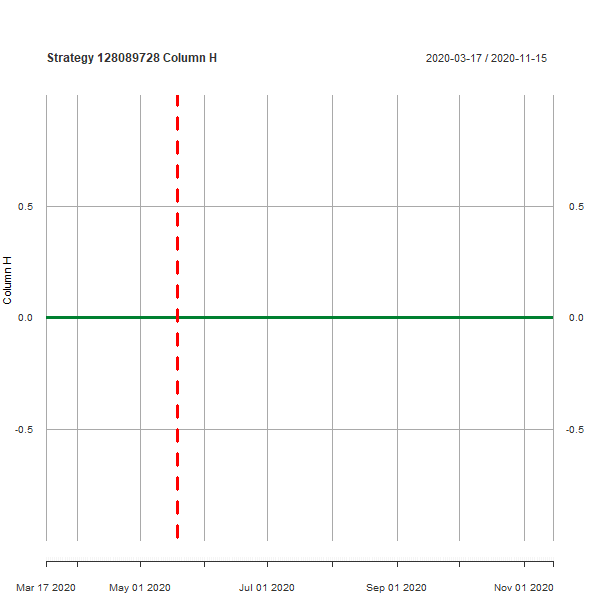 Strategy 128089728 Column H
2020-03-17 / 2020-11-15
0.5
0.5
Column H
0.0
0.0
-0.5
-0.5
Mar 17 2020
May 01 2020
Jul 01 2020
Sep 01 2020
Nov 01 2020